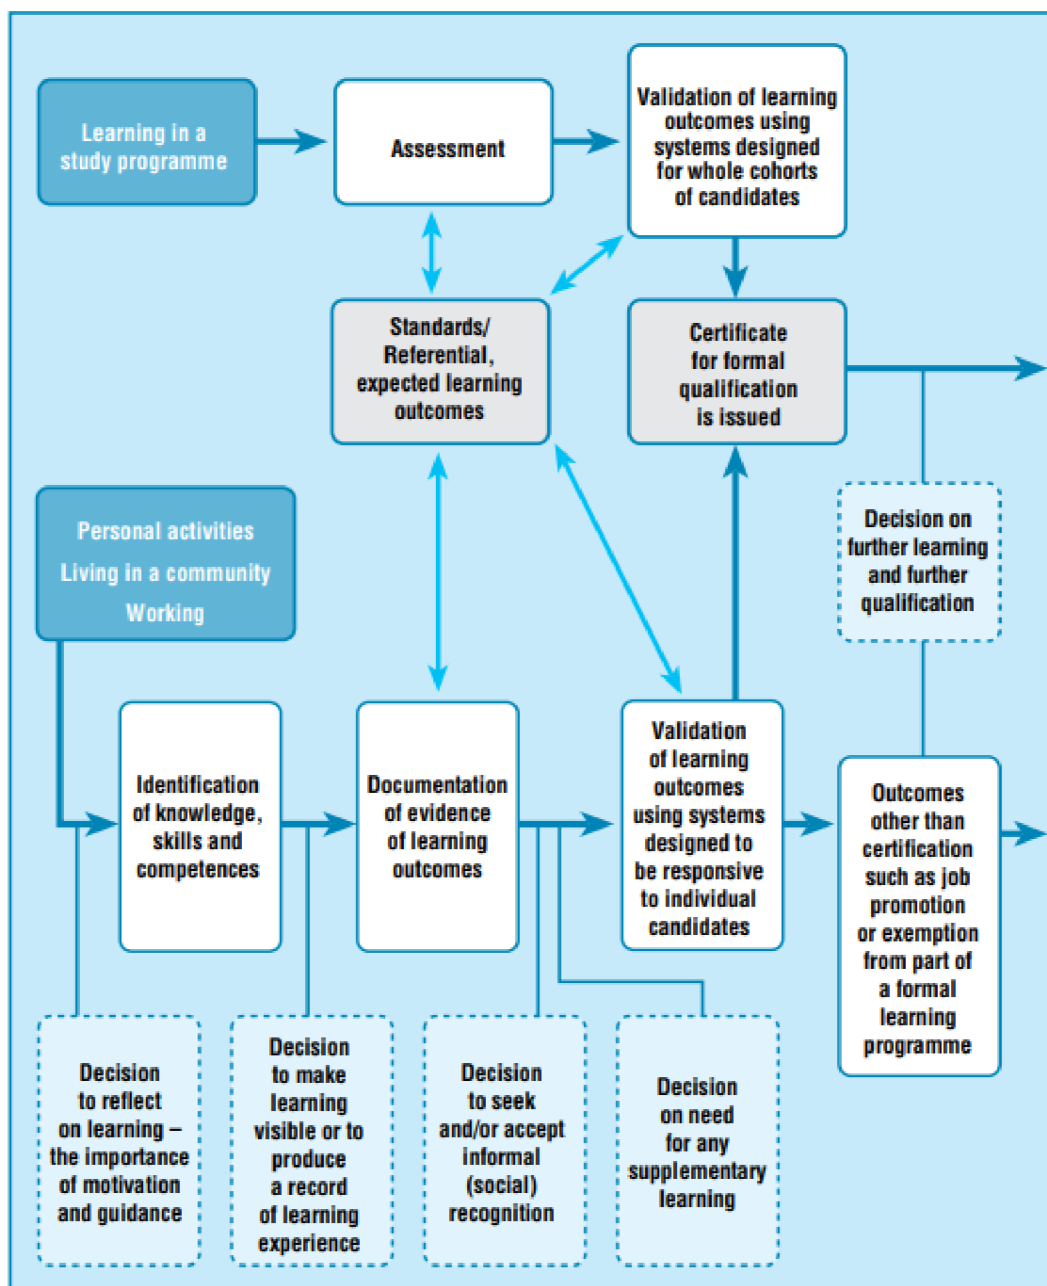 Learning in a
study programme
Assessment
Validation of learning
outcomes using
systems designed
for whole cohorts
of candidates
Standards/
Referential,
expected learning
outcomes
Certificate
for formal
qualification
is issued
Personal activities
Living in a community
Working
Decision on
further learning
and further
qualification
Identification
of knowledge,
skills and
competences
Documentation
of evidence
of learning
outcomes
Validation
of learning
outcomes
using systems
designed to
be responsive
to individual
candidates
Outcomes
other than
certification
such as job
promotion
or exemption
from part of
a formal
learning
programme
Decision
to reflect
on learning –
the importance
of motivation
and guidance
Decision
to make
learning
visible or to
produce
a record
of learning
experience
Decision
to seek
and/or accept
informal
(social)
recognition
Decision
on need
for any
supplementary
learning